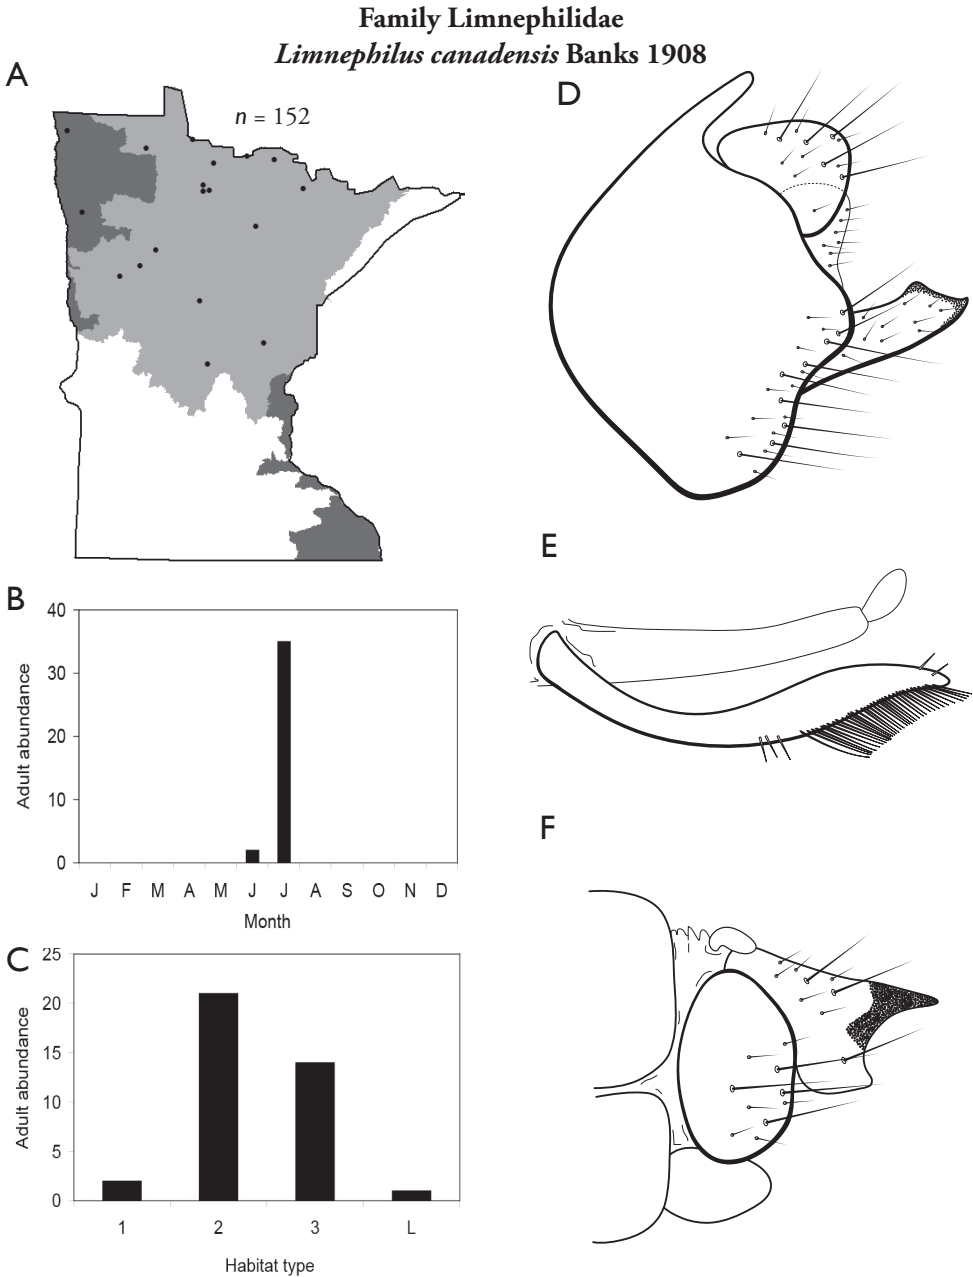 Family Limnephilidae
Limnephilus canadensis Banks 1908
A
n = 152
B
40
30
20
10
0
Adult abundance
J F M A M J J A S O N D
Month
C
25
20
15
10
5
0
Adult abundance
1 2 3 L
Habitat type
D
E
F